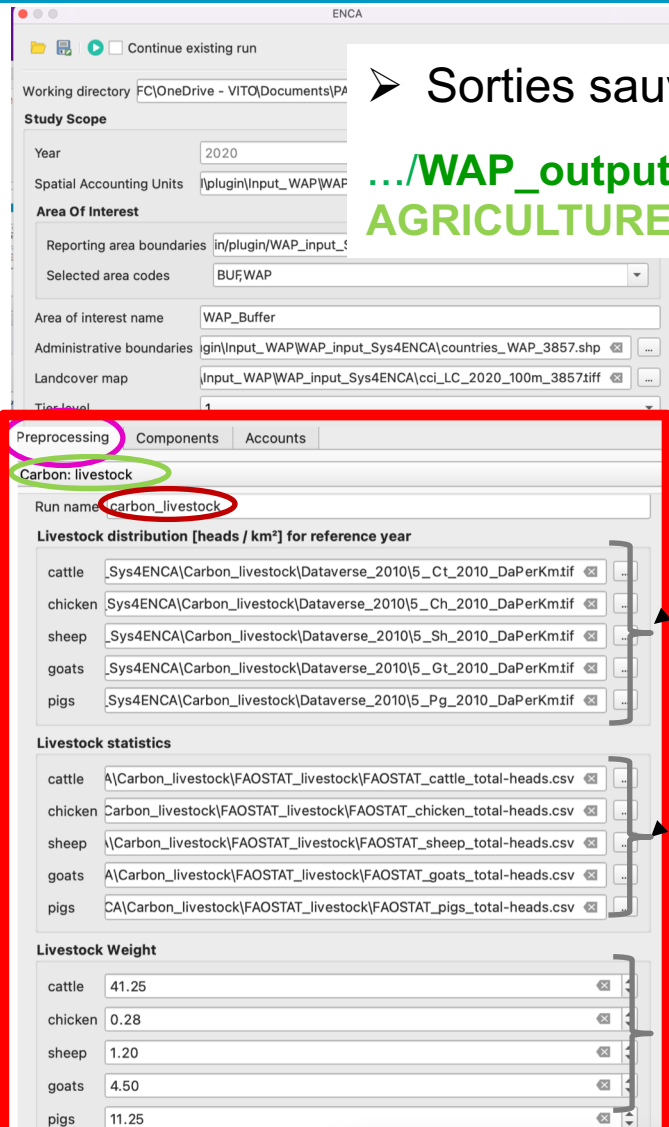 ENCA
Continue existing run
➢ Sorties sau
Working directory FC\OneDrive - VITO\Documents\PA
Study Scope
…/WAP_output
AGRICULTURE
Year 2020
Spatial Accounting Units l\plugin\Input_WAP\WAP
Area Of Interest
Reporting area boundaries in/plugin/WAP_input_S
Selected area codes BUF,WAP
Area of interest name WAP_Buffer
Administrative boundaries gin\Input_WAP\WAP_input_Sys4ENCA\countries_WAP_3857.shp ...
Landcover map \Input_WAP\WAP_input_Sys4ENCA\cci_LC_2020_100m_3857.tiff ...
Tier level 1
Preprocessing Components Accounts
Carbon: livestock
Run name carbon_livestock
Livestock distribution [heads / km²] for reference year
cattle _Sys4ENCA\Carbon_livestock\Dataverse_2010\5_Ct_2010_DaPerKm.tif
chicken Sys4ENCA\Carbon_livestock\Dataverse_2010\5_Ch_2010_DaPerKm.tif
sheep _Sys4ENCA\Carbon_livestock\Dataverse_2010\5_Sh_2010_DaPerKm.tif
goats _Sys4ENCA\Carbon_livestock\Dataverse_2010\5_Gt_2010_DaPerKm.tif
pigs _Sys4ENCA\Carbon_livestock\Dataverse_2010\5_Pg_2010_DaPerKm.tif
Livestock statistics
cattle A\Carbon_livestock\FAOSTAT_livestock\FAOSTAT_cattle_total-heads.csv
chicken Carbon_livestock\FAOSTAT_livestock\FAOSTAT_chicken_total-heads.csv
sheep \Carbon_livestock\FAOSTAT_livestock\FAOSTAT_sheep_total-heads.csv
goats A\Carbon_livestock\FAOSTAT_livestock\FAOSTAT_goats_total-heads.csv
pigs CA\Carbon_livestock\FAOSTAT_livestock\FAOSTAT_pigs_total-heads.csv
Livestock Weight
cattle 41.25
chicken 0.28
sheep 1.20
goats 4.50
pigs 11.25